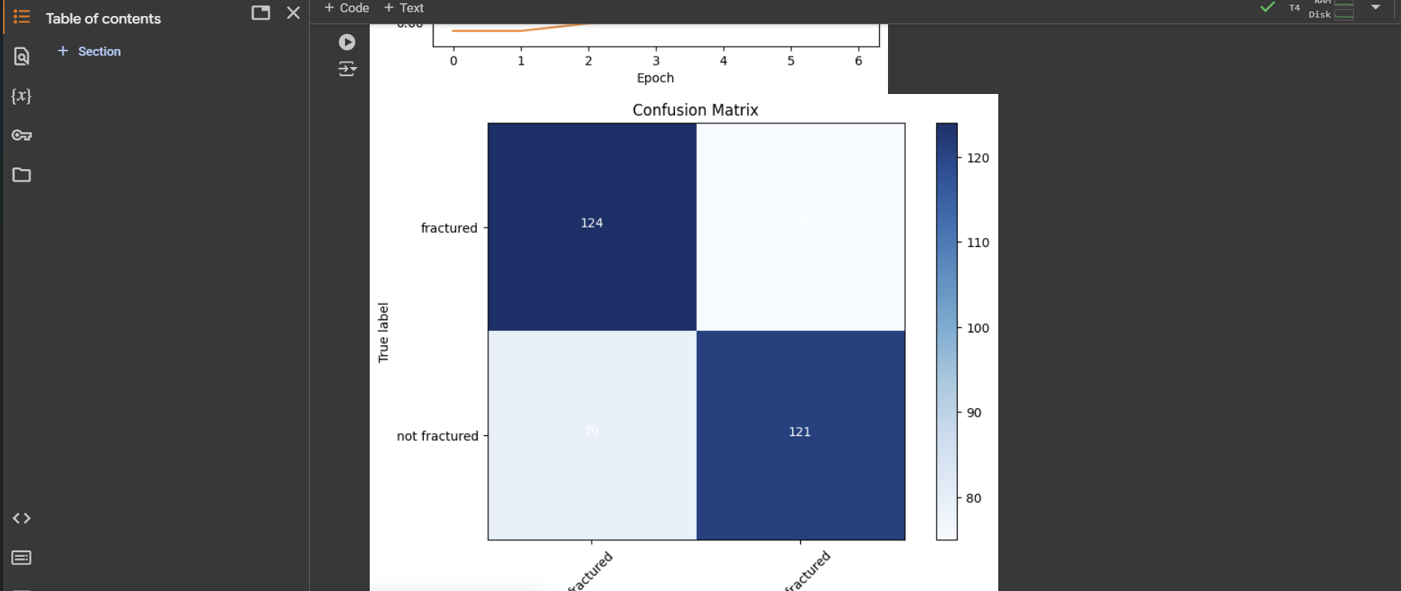 Table of contents
+ Section
+ Code + Text
RAM
T4 Disk
0 1 2 3 4 5 6
Epoch
Confusion Matrix
fractured
not fractured
True label
124
79 121
120
110
100
90
80
fractured
fractured